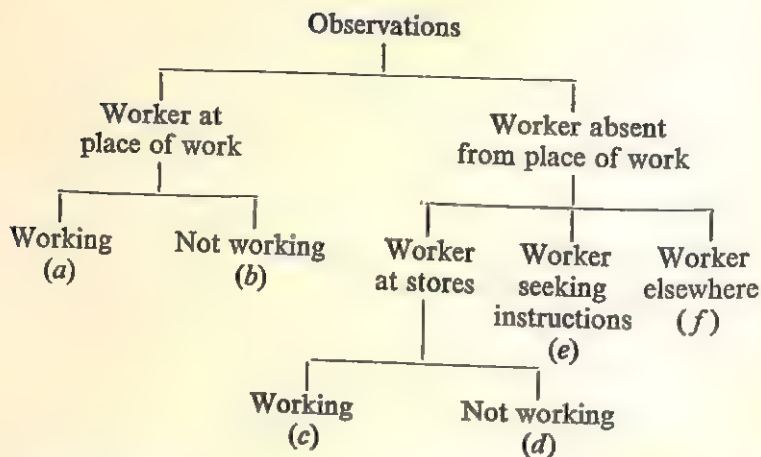 Observations
Worker at
place of work
Worker absent
from place of work
Working
(a)
Not working
(b)
Worker
at stores
Worker
seeking
instructions
(e)
Worker
elsewhere
(f)
Working
(c)
Not working
(d)